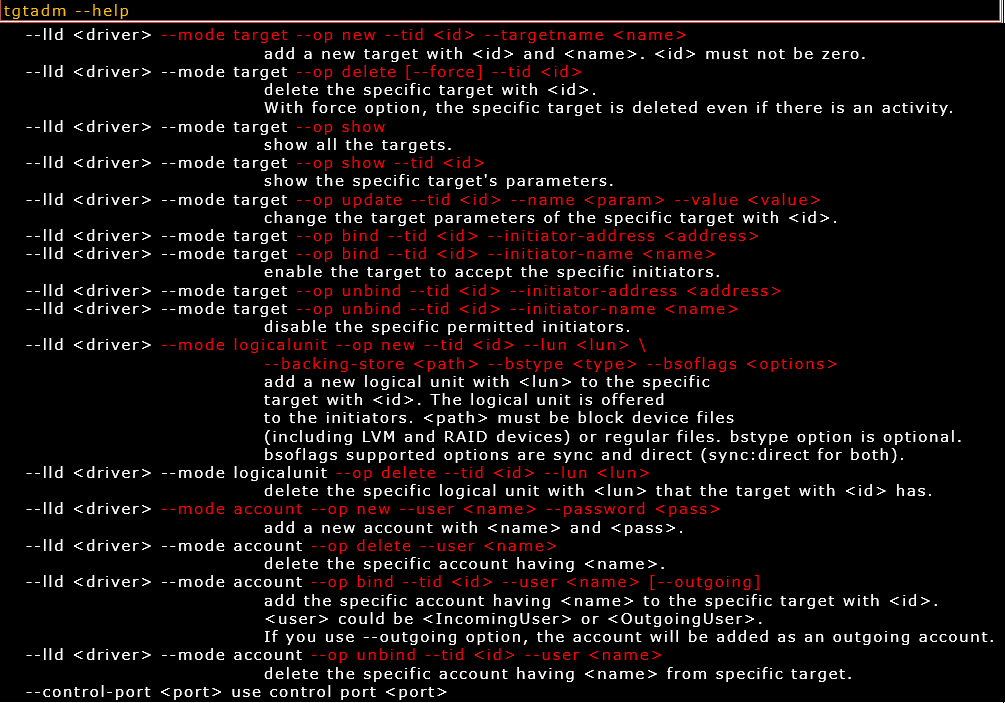 tgtadm --help
--lld <driver> --mode target --op new --tid <id> --targetname <name>
add a new target with <id> and <name>. <id> must not be zero.
--lld <driver> --mode target --op delete [--force] --tid <id>
delete the specific target with <id>.
With force option, the specific target is deleted even if there is an activity.
--lld <driver> --mode target --op show
show all the targets.
--lld <driver> --mode target --op show --tid <id>
show the specific target's parameters.
--lld <driver> --mode target --op update --tid <id> --name <param> --value <value>
change the target parameters of the specific target with <id>.
--lld <driver> --mode target --op bind --tid <id> --initiator-address <address>
--lld <driver> --mode target --op bind --tid <id> --initiator-name <name>
enable the target to accept the specific initiators.
--lld <driver> --mode target --op unbind --tid <id> --initiator-address <address>
--lld <driver> --mode target --op unbind --tid <id> --initiator-name <name>
disable the specific permitted initiators.
--lld <driver> --mode logicalunit --op new --tid <id> --lun <lun> \
--backing-store <path> --bstype <type> --bsoflags <options>
add a new logical unit with <lun> to the specific
target with <id>. The logical unit is offered
to the initiators. <path> must be block device files
(including LVM and RAID devices) or regular files. bstype option is optional.
bsoflags supported options are sync and direct (sync:direct for both).
--lld <driver> --mode logicalunit --op delete --tid <id> --lun <lun>
delete the specific logical unit with <lun> that the target with <id> has.
--lld <driver> --mode account --op new --user <name> --password <pass>
add a new account with <name> and <pass>.
--lld <driver> --mode account --op delete --user <name>
delete the specific account having <name>.
--lld <driver> --mode account --op bind --tid <id> --user <name> [--outgoing]
add the specific account having <name> to the specific target with <id>.
<user> could be <IncomingUser> or <OutgoingUser>.
If you use --outgoing option, the account will be added as an outgoing account.
--lld <driver> --mode account --op unbind --tid <id> --user <name>
delete the specific account having <name> from specific target.
--control-port <port> use control port <port>